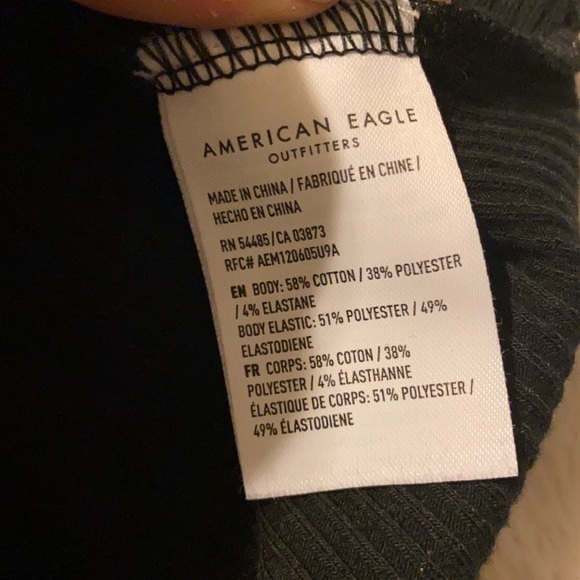 AMERICAN EAGLE
OUTFITTERS
MADE IN CHINA / FABRIQUÉ EN CHINE /
HECHO EN CHINA
RN 54485 / CA 03873
RFC# AEM120605U9A
EN BODY: 58% COTTON / 38% POLYESTER
/ 4% ELASTANE
BODY ELASTIC: 51% POLYESTER / 49%
ELASTODIENE
FR CORPS: 58% COTON / 38%
POLYESTER / 4% ÉLASTHANNE
ÉLASTIQUE DE CORPS: 51% POLYESTER /
49% ÉLASTODIENE